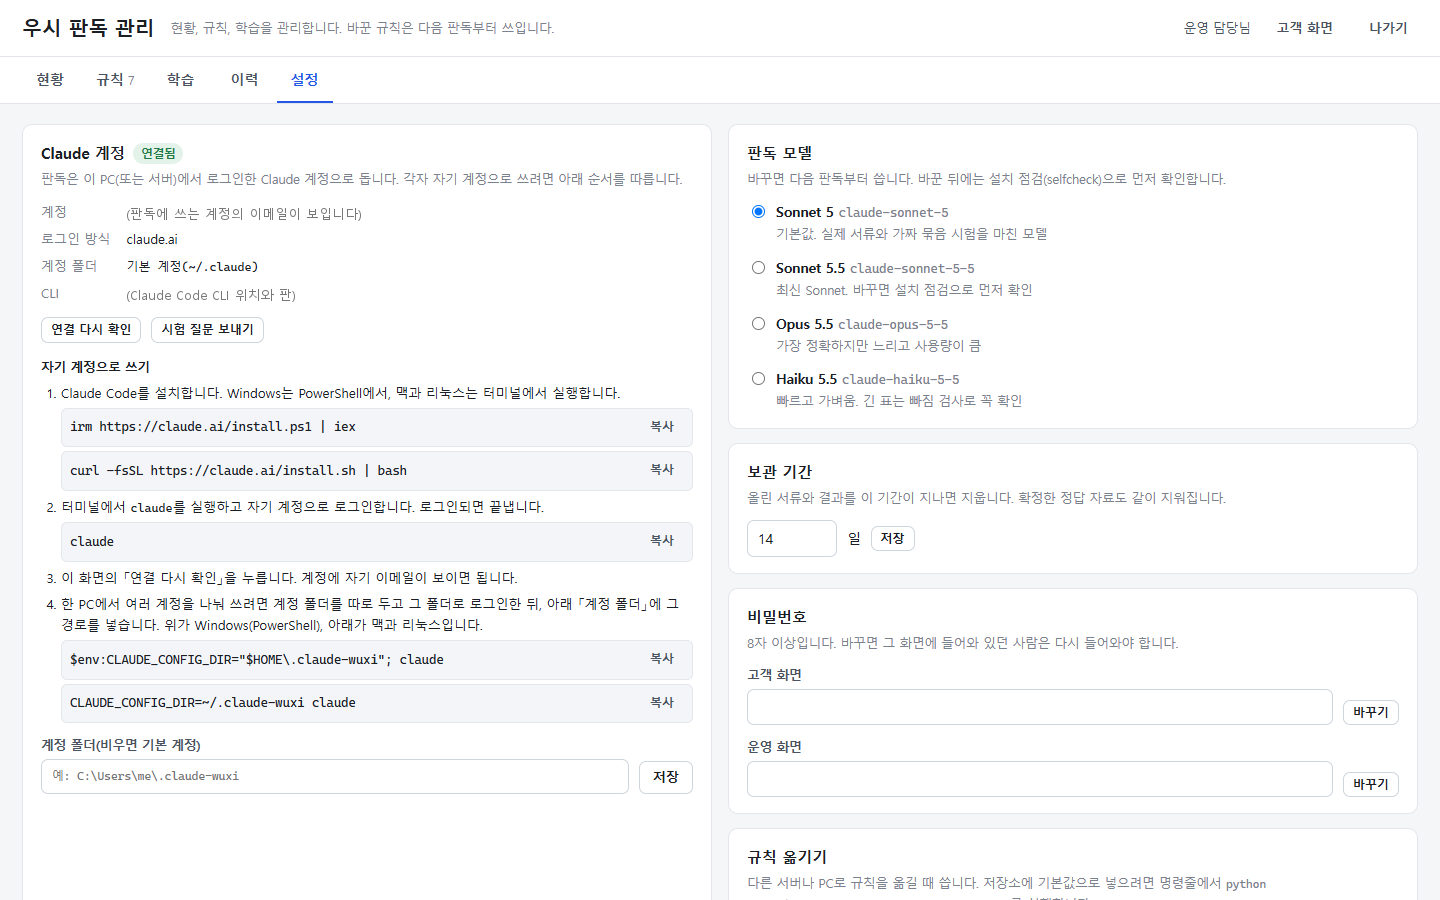 우시 판독 관리
현황, 규칙, 학습을 관리합니다. 바꾼 규칙은 다음 판독부터 쓰입니다.
운영 담당님
고객 화면
나가기
현황
규칙 7
학습
이력
설정
Claude 계정 연결됨
판독은 이 PC(또는 서버)에서 로그인한 Claude 계정으로 돕니다. 각자 자기 계정으로 쓰려면 아래 순서를 따릅니다.
계정 (판독에 쓰는 계정의 이메일이 보입니다)
로그인 방식 claude.ai
계정 폴더 기본 계정(~/.claude)
CLI (Claude Code CLI 위치와 판)
연결 다시 확인
시험 질문 보내기
자기 계정으로 쓰기
1. Claude Code를 설치합니다. Windows는 PowerShell에서, 맥과 리눅스는 터미널에서 실행합니다.
irm https://claude.ai/install.ps1 | iex 복사
curl -fsSL https://claude.ai/install.sh | bash 복사
2. 터미널에서 claude를 실행하고 자기 계정으로 로그인합니다. 로그인되면 끝냅니다.
claude 복사
3. 이 화면의 「연결 다시 확인」을 누릅니다. 계정에 자기 이메일이 보이면 됩니다.
4. 한 PC에서 여러 계정을 나눠 쓰려면 계정 폴더를 따로 두고 그 폴더로 로그인한 뒤, 아래 「계정 폴더」에 그
경로를 넣습니다. 위가 Windows(PowerShell), 아래가 맥과 리눅스입니다.
$env:CLAUDE_CONFIG_DIR="$HOME\.claude-wuxi"; claude 복사
CLAUDE_CONFIG_DIR=~/.claude-wuxi claude 복사
계정 폴더(비우면 기본 계정)
예: C:\Users\me\.claude-wuxi
저장
판독 모델
바꾸면 다음 판독부터 씁니다. 바꾼 뒤에는 설치 점검(selfcheck)으로 먼저 확인합니다.
Sonnet 5 claude-sonnet-5
기본값. 실제 서류와 가짜 묶음 시험을 마친 모델
Sonnet 5.5 claude-sonnet-5-5
최신 Sonnet. 바꾸면 설치 점검으로 먼저 확인
Opus 5.5 claude-opus-5-5
가장 정확하지만 느리고 사용량이 큼
Haiku 5.5 claude-haiku-5-5
빠르고 가벼움. 긴 표는 빠짐 검사로 꼭 확인
보관 기간
올린 서류와 결과를 이 기간이 지나면 지웁니다. 확정한 정답 자료도 같이 지워집니다.
14 일 저장
비밀번호
8자 이상입니다. 바꾸면 그 화면에 들어와 있던 사람은 다시 들어와야 합니다.
고객 화면
바꾸기
운영 화면
바꾸기
규칙 옮기기
다른 서버나 PC로 규칙을 옮길 때 씁니다. 저장소에 기본값으로 넣으려면 명령줄에서 python